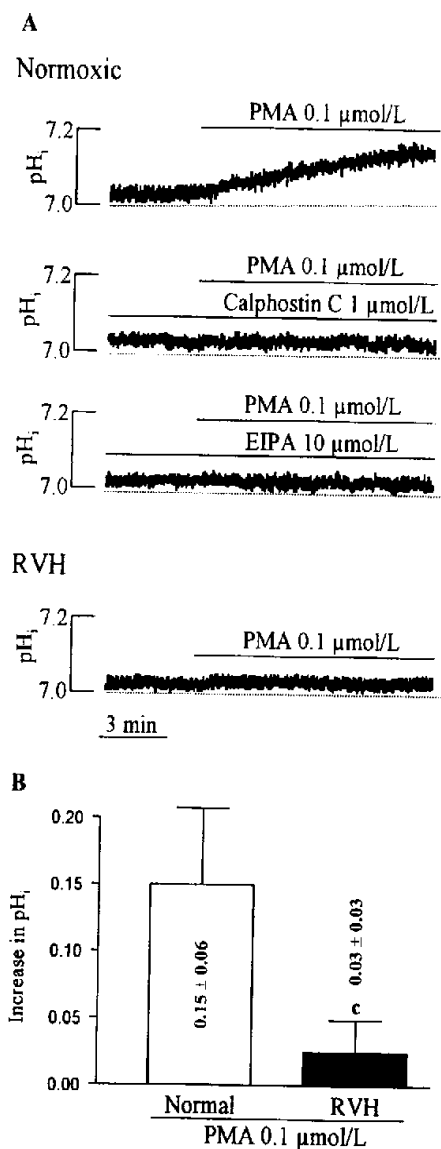 A
Normoxic
PMA 0.1 µmol/L
7.2
pHi
7.0
PMA 0.1 µmol/L
7.2
Calphostin C 1 µmol/L
pHi
7.0
PMA 0.1 µmol/L
7.2
EIPA 10 µmol/L
pHi
7.0
RVH
7.2
PMA 0.1 µmol/L
pHi
7.0
3 min
B
0.20
0.15
0.10
0.05
0.00
Increase in pHi
0.15 ± 0.06
0.03 ± 0.03
c
Normal RVH
PMA 0.1 µmol/L